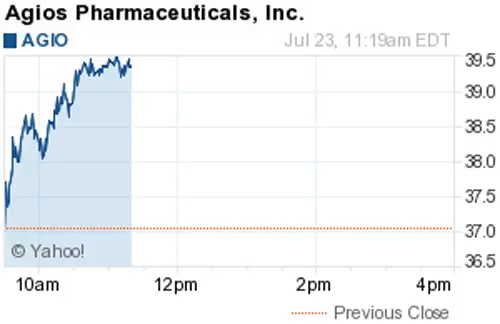 Agios Pharmaceuticals, Inc.
AGIO Jul 23, 11:19am EDT
39.5
39.0
38.5
38.0
37.5
37.0
36.5
© Yahoo!
10am 12pm 2pm 4pm
Previous Close